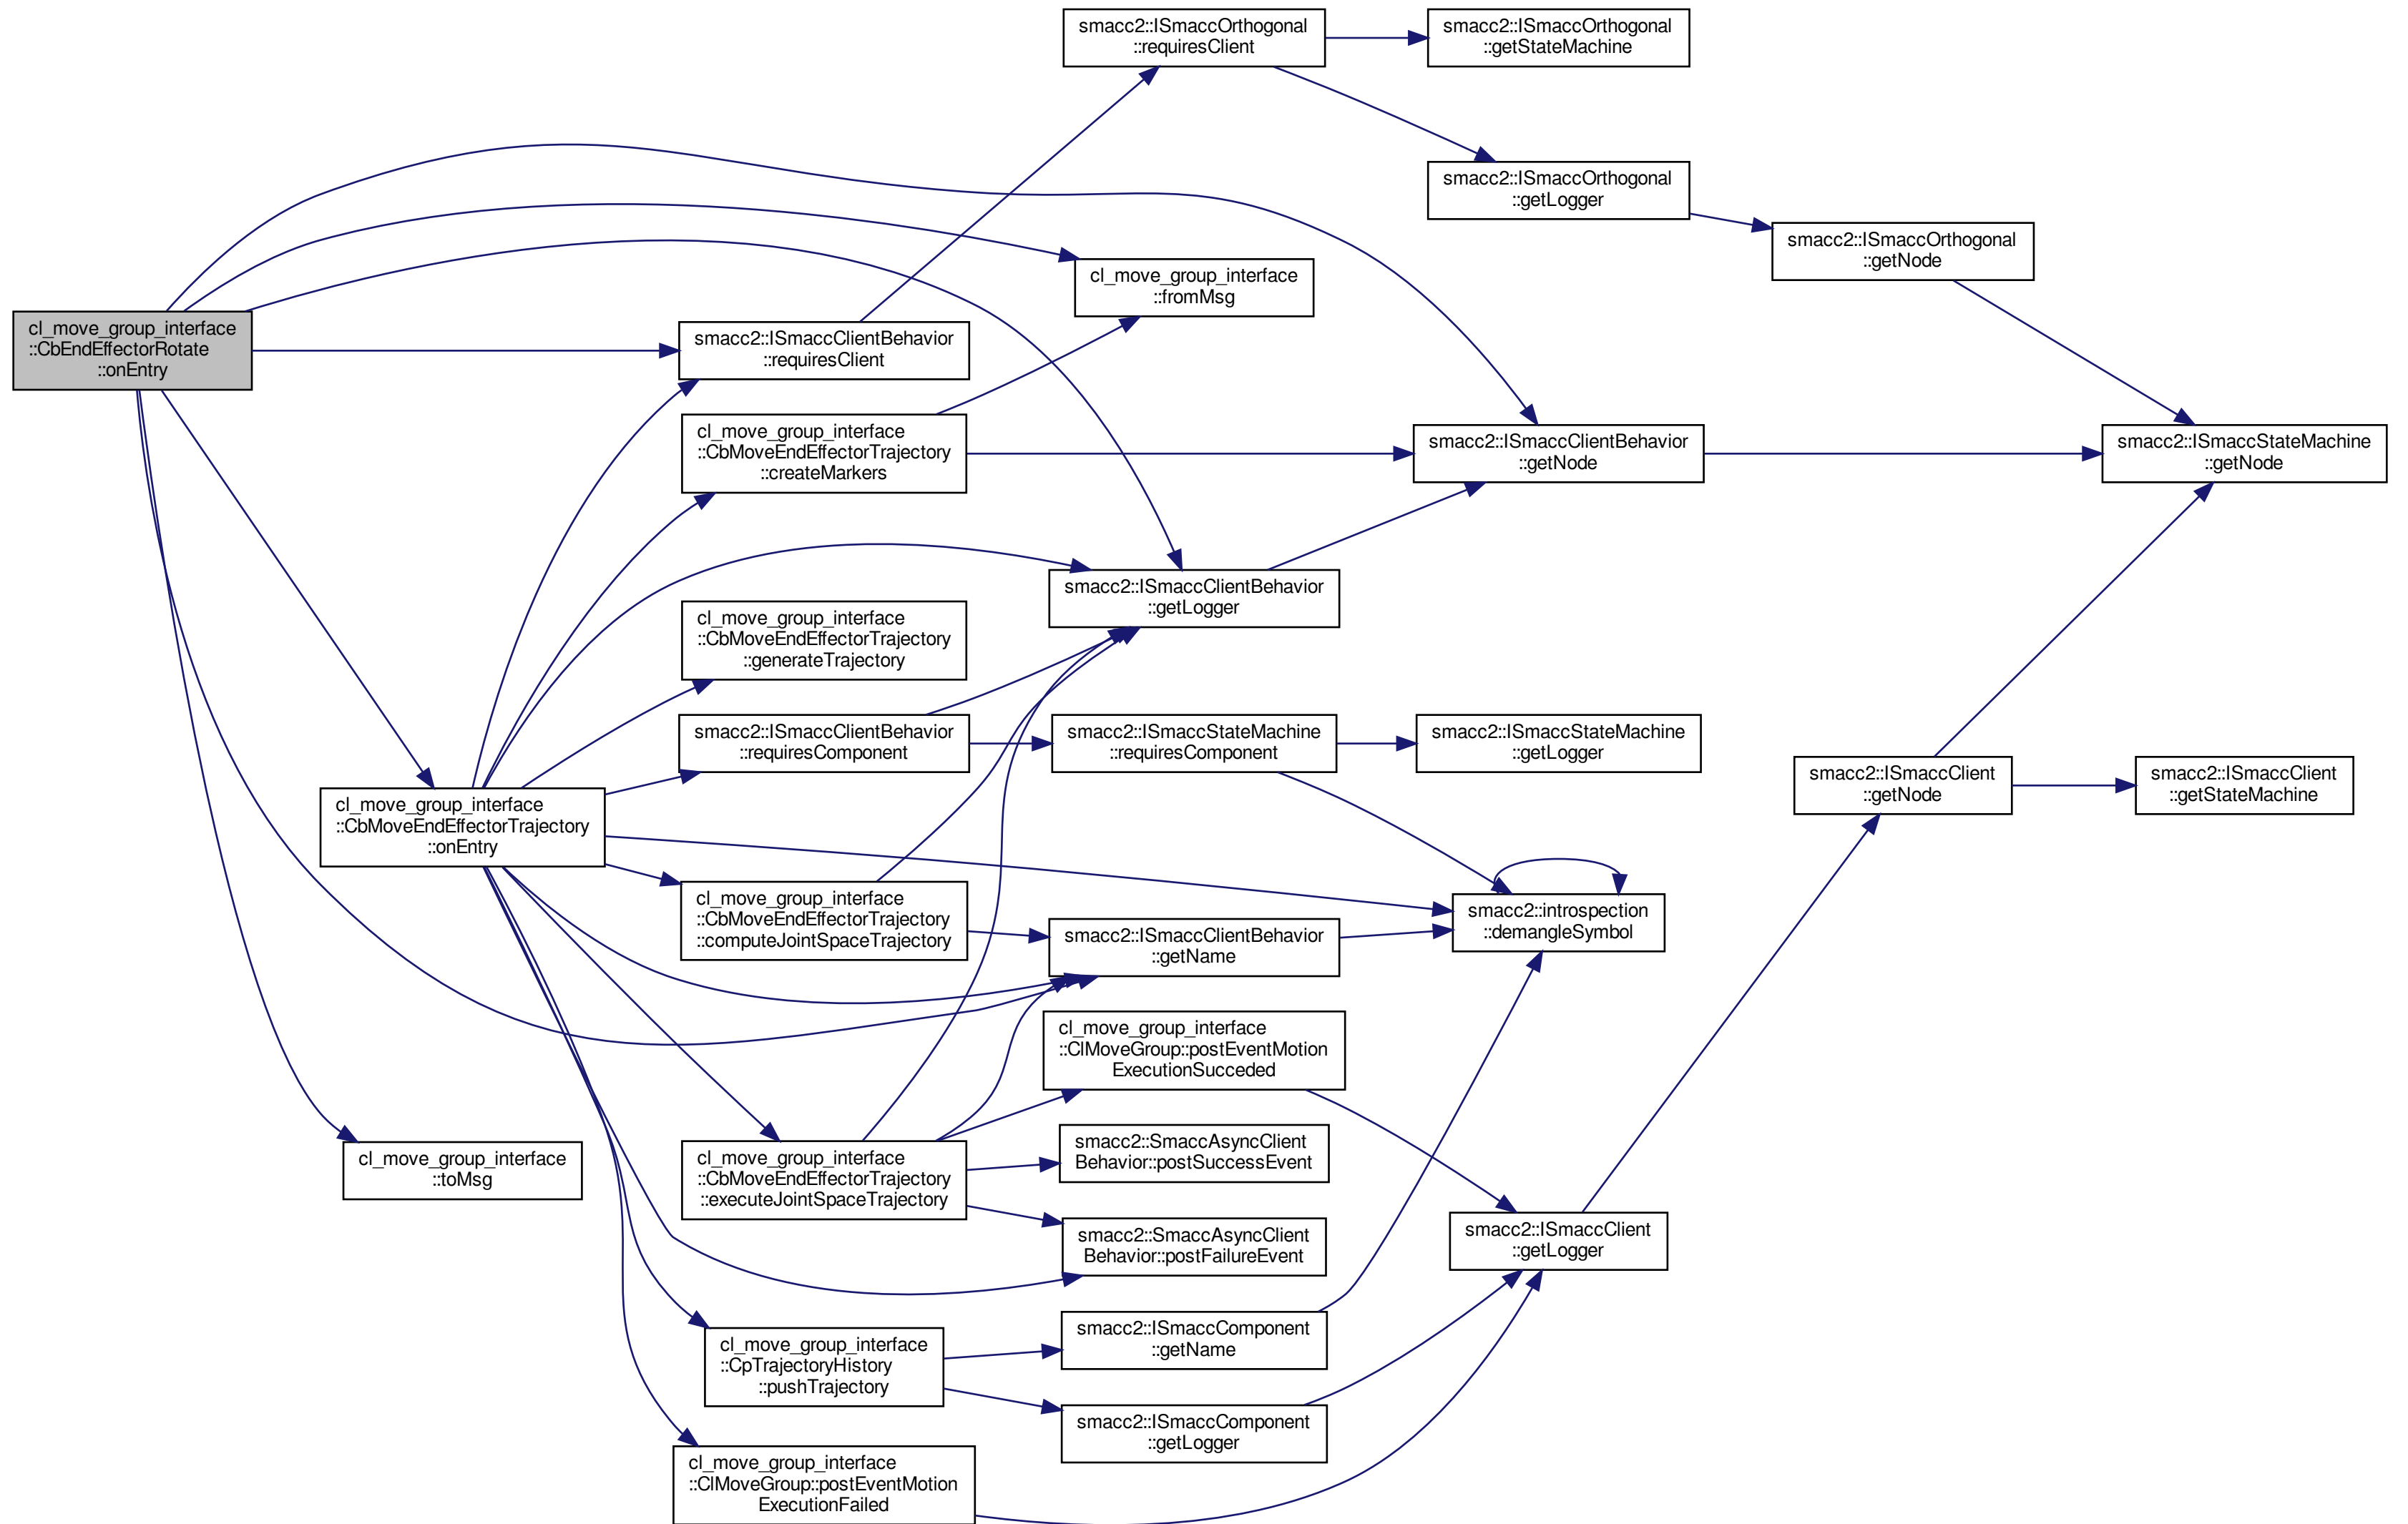 smacc2::ISmaccOrthogonal
::requiresClient
smacc2::ISmaccOrthogonal
::getStateMachine
smacc2::ISmaccOrthogonal
::getLogger
smacc2::ISmaccOrthogonal
::getNode
cl_move_group_interface
::fromMsg
cl_move_group_interface
::CbEndEffectorRotate
::onEntry
smacc2::ISmaccClientBehavior
::requiresClient
cl_move_group_interface
::CbMoveEndEffectorTrajectory
::createMarkers
smacc2::ISmaccClientBehavior
::getNode
smacc2::ISmaccStateMachine
::getNode
smacc2::ISmaccClientBehavior
::getLogger
cl_move_group_interface
::CbMoveEndEffectorTrajectory
::generateTrajectory
smacc2::ISmaccClientBehavior
::requiresComponent
smacc2::ISmaccStateMachine
::requiresComponent
smacc2::ISmaccStateMachine
::getLogger
smacc2::ISmaccClient
::getNode
smacc2::ISmaccClient
::getStateMachine
cl_move_group_interface
::CbMoveEndEffectorTrajectory
::onEntry
cl_move_group_interface
::CbMoveEndEffectorTrajectory
::computeJointSpaceTrajectory
smacc2::ISmaccClientBehavior
::getName
smacc2::introspection
::demangleSymbol
cl_move_group_interface
::ClMoveGroup::postEventMotion
ExecutionSucceded
cl_move_group_interface
::toMsg
cl_move_group_interface
::CbMoveEndEffectorTrajectory
::executeJointSpaceTrajectory
smacc2::SmaccAsyncClient
Behavior::postSuccessEvent
smacc2::SmaccAsyncClient
Behavior::postFailureEvent
smacc2::ISmaccClient
::getLogger
cl_move_group_interface
::CpTrajectoryHistory
::pushTrajectory
smacc2::ISmaccComponent
::getName
smacc2::ISmaccComponent
::getLogger
cl_move_group_interface
::ClMoveGroup::postEventMotion
ExecutionFailed